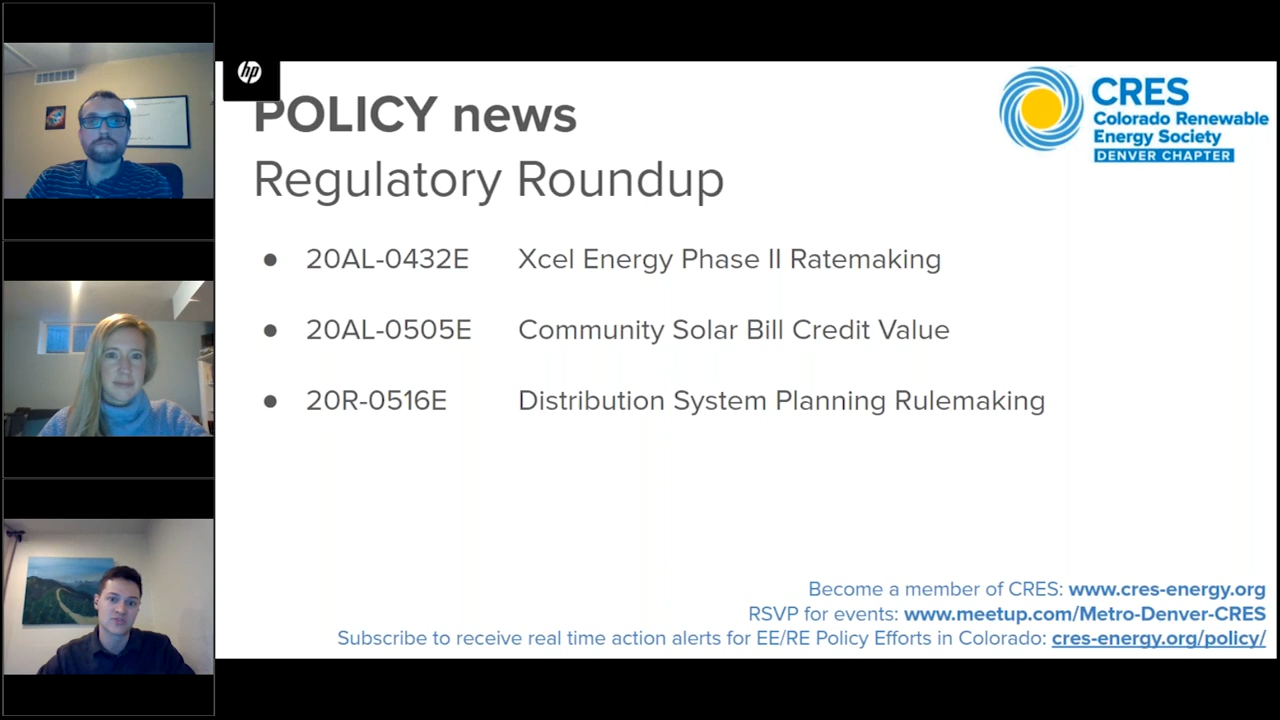 hp
POLICY news
Regulatory Roundup
CRES
Colorado Renewable
Energy Society
DENVER CHAPTER
• 20AL-0432E Xcel Energy Phase II Ratemaking
• 20AL-0505E Community Solar Bill Credit Value
• 20R-0516E Distribution System Planning Rulemaking
Become a member of CRES: www.cres-energy.org
RSVP for events: www.meetup.com/Metro-Denver-CRES
Subscribe to receive real time action alerts for EE/RE Policy Efforts in Colorado: cres-energy.org/policy/